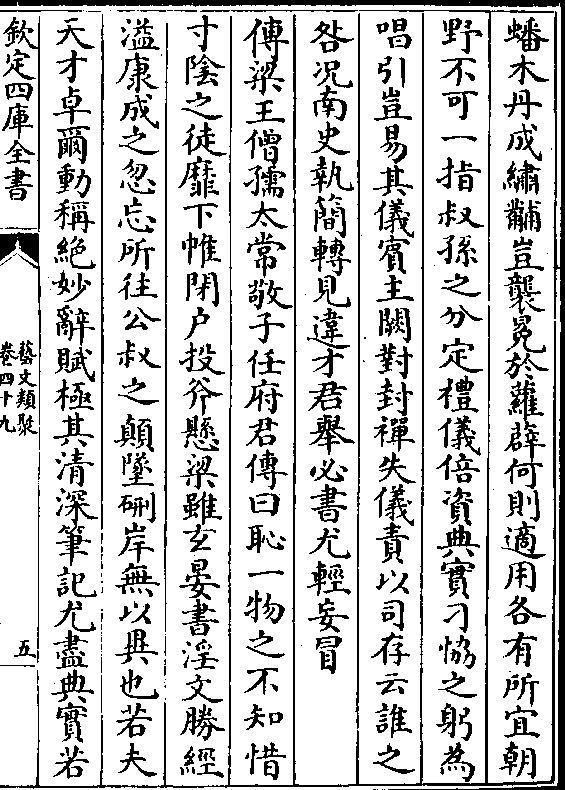 蟠木丹成繡黼豈襲冕於蘿薜何則適用各有所宜朝
野不可一指叔孫之分定禮儀倍資典實刁恊之躬為
唱引豈易其儀賓主闕對封禪失儀責以司存云誰之
咎况南史執簡轉見違才君舉必書尤輕妄冒
傳梁王僧孺太常敬子任府君傳曰恥一物之不知惜
寸陰之徒靡下帷閉户投斧懸梁雖玄晏書淫文勝經
溢康成之忽忘所往公叔之顛墜硎岸無以異也若夫
天才卓爾動稱絶妙辭賦極其清深筆記尤盡典實若
欽定四庫全書
藝文類聚
卷四十九
五